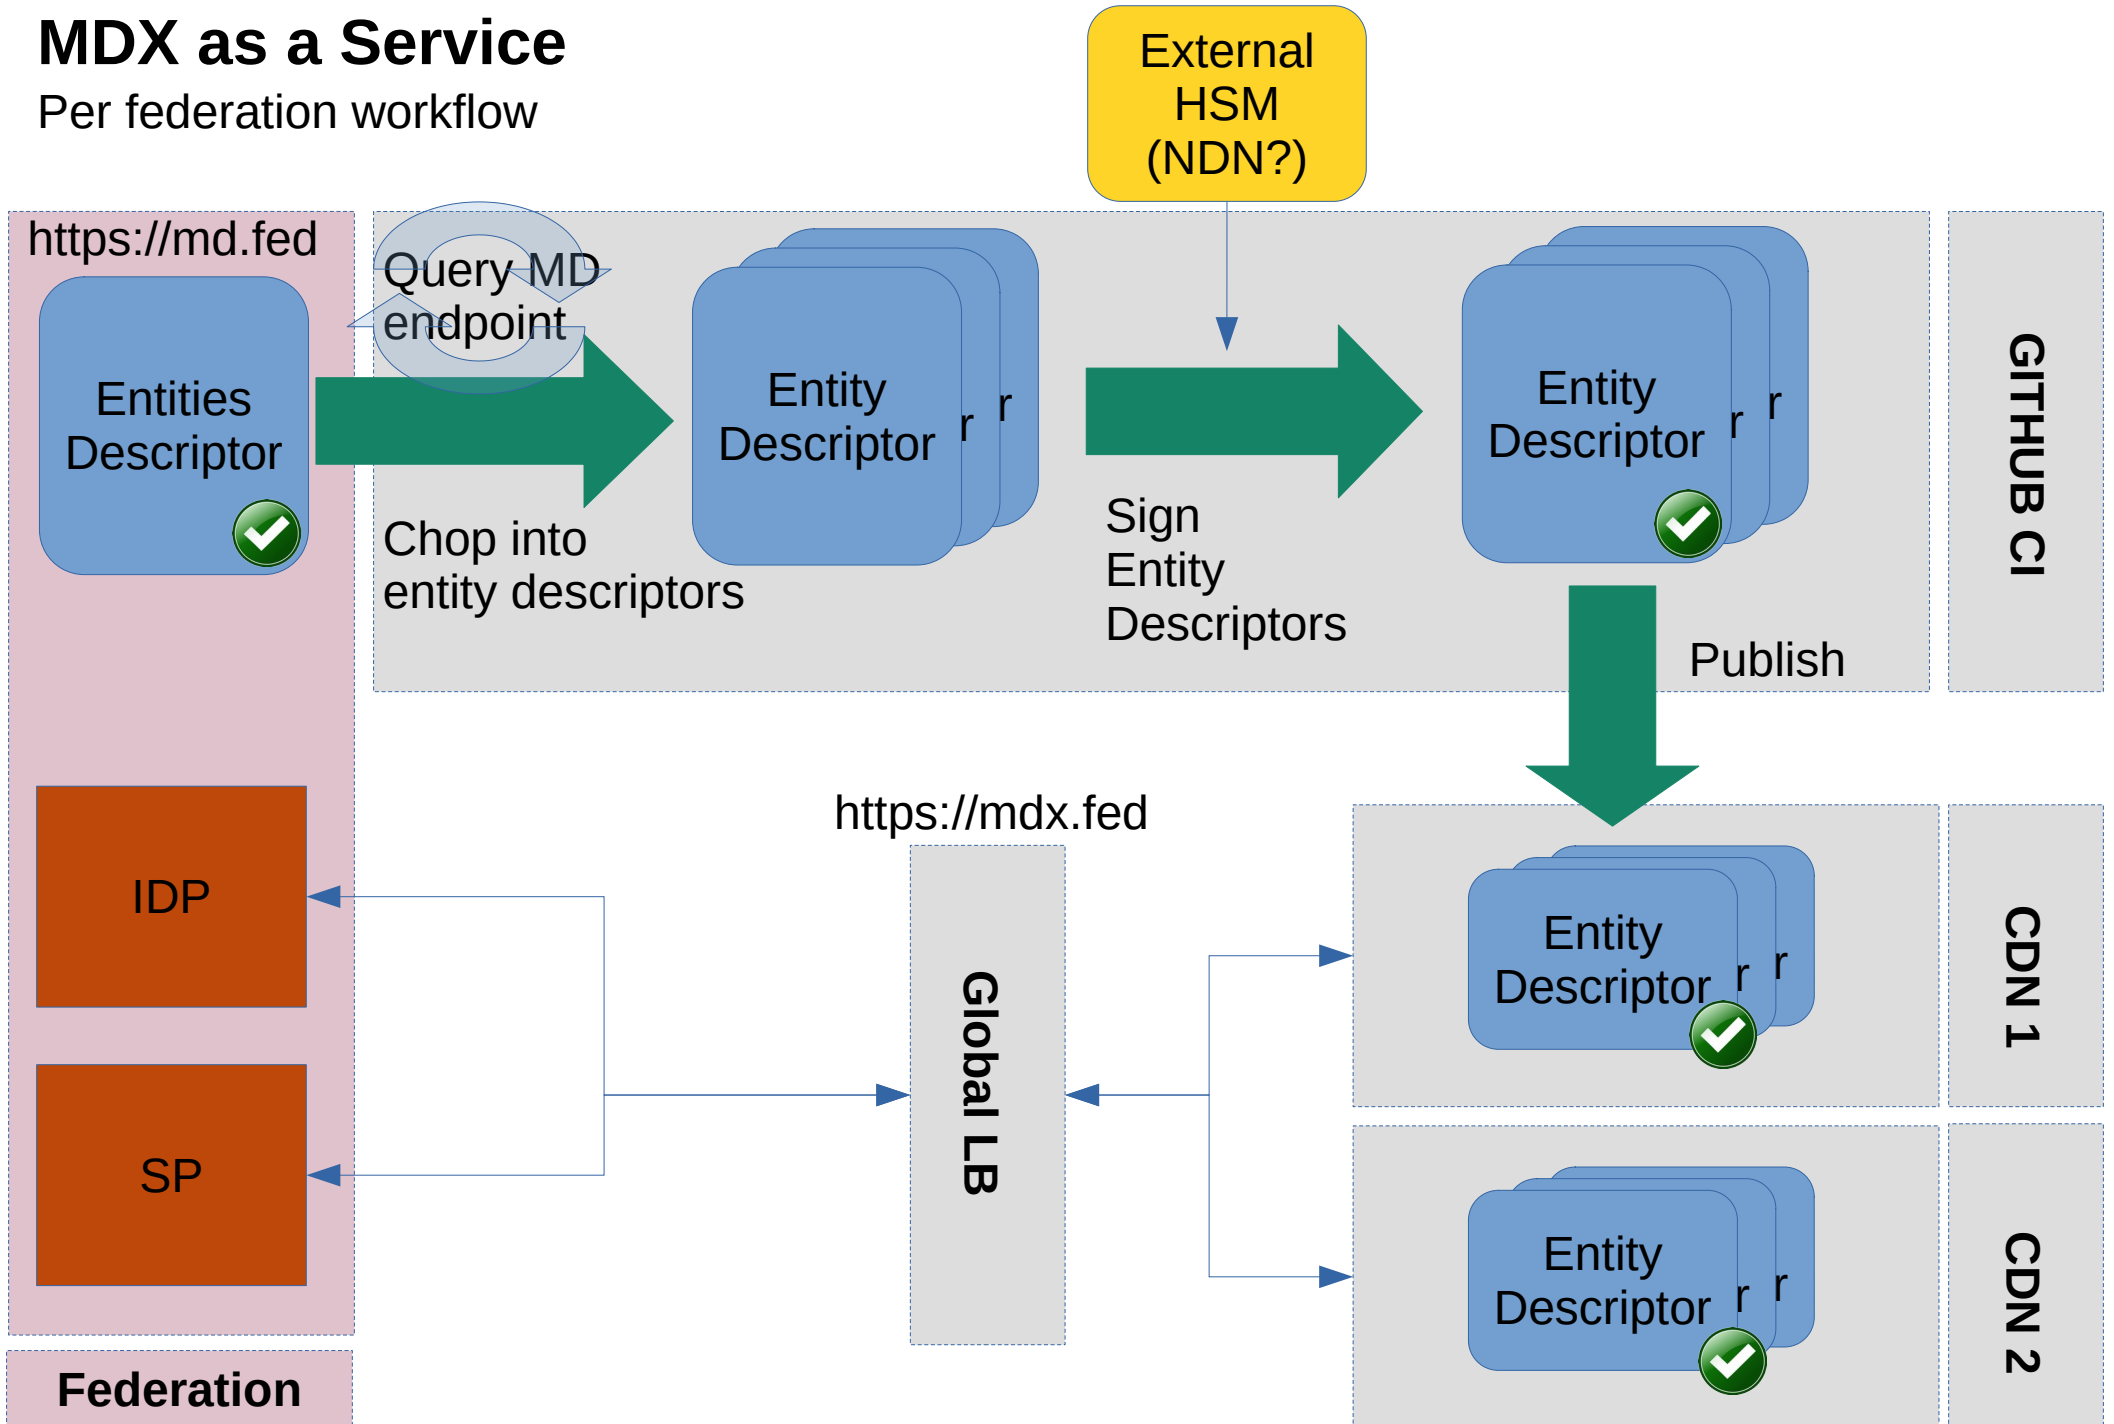 MDX as a Service
Per federation workflow
External
HSM
(NDN?)
https://md.fed
Query MD
endpoint
Entities
Descriptor
Chop into
entity descriptors
Entity
Descriptor
r
r
Sign
Entity
Descriptors
Entity
Descriptor
r
r
GITHUB CI
Publish
https://mdx.fed
IDP
SP
Global LB
Entity
Descriptor
r
r
CDN 1
Entity
Descriptor
r
r
CDN 2
Federation